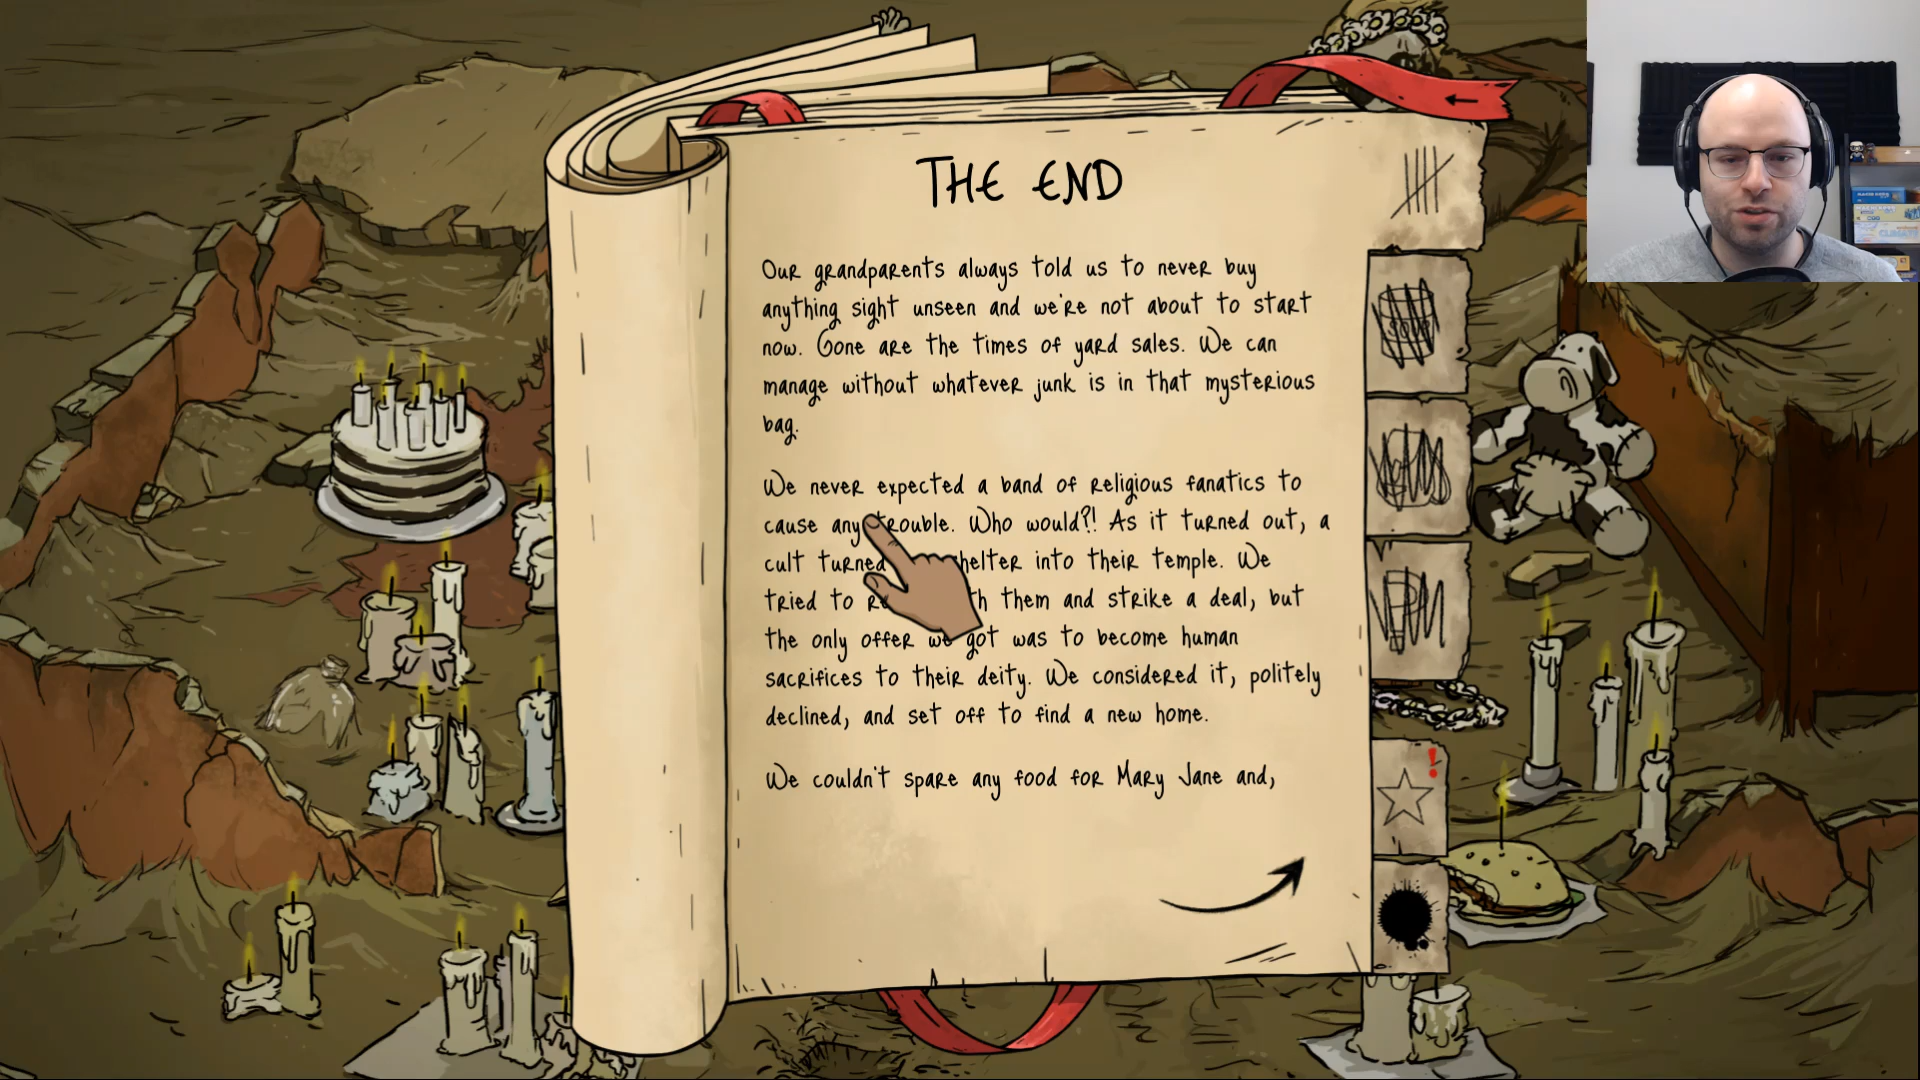 THE END
Our grandparents always told us to never buy
anything sight unseen and we're not about to start
now. Gone are the times of yard sales. We can
manage without whatever junk is in that mysterious
bag.
We never expected a band of religious fanatics to
cause any trouble. Who would?! As it turned out, a
cult turned helter into their temple. We
tried to th them and strike a deal, but
the only offer we got was to become human
sacrifices to their deity. We considered it, politely
declined, and set off to find a new home.
We couldn't spare any food for Mary Jane and,